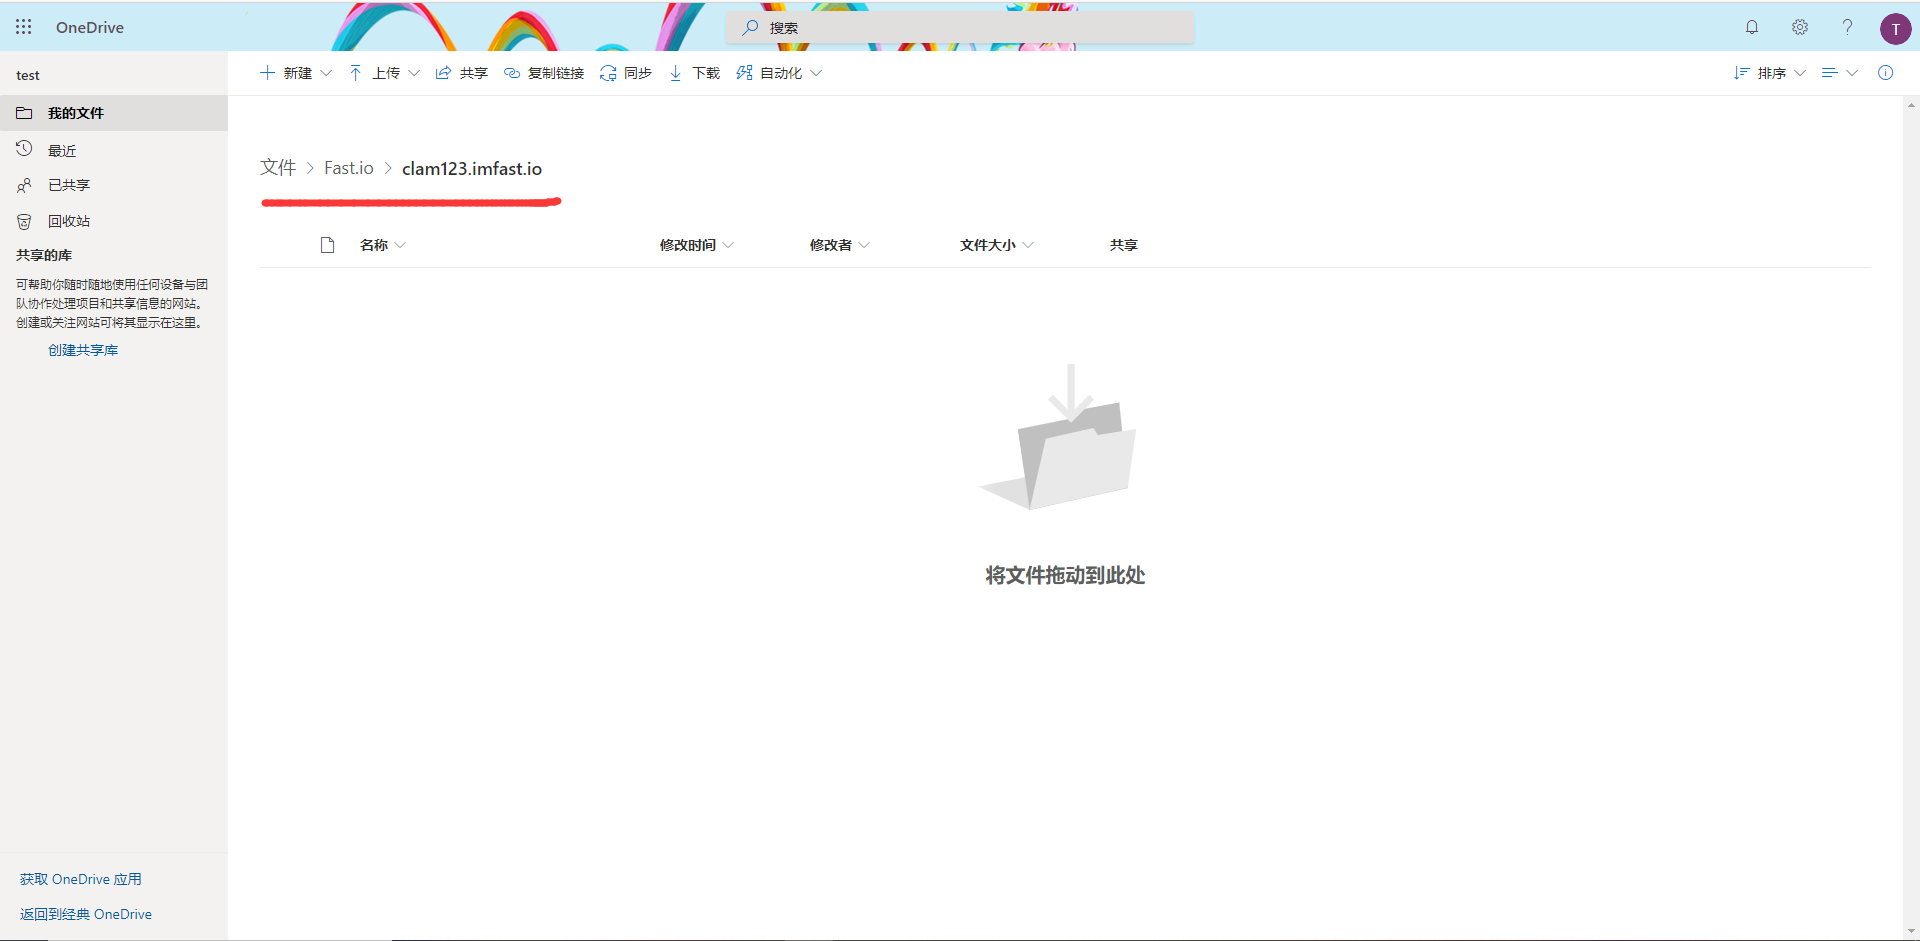 OneDrive
搜索
T
test
新建 上传 共享 复制链接 同步 下载 自动化 排序
我的文件
最近
已共享
回收站
共享的库
可帮助你随时随地使用任何设备与团
队协作处理项目和共享信息的网站。
创建或关注网站可将其显示在这里。
创建共享库
文件 > Fast.io > clam123.imfast.io
名称 修改时间 修改者 文件大小 共享
将文件拖动到此处
获取 OneDrive 应用
返回到经典 OneDrive